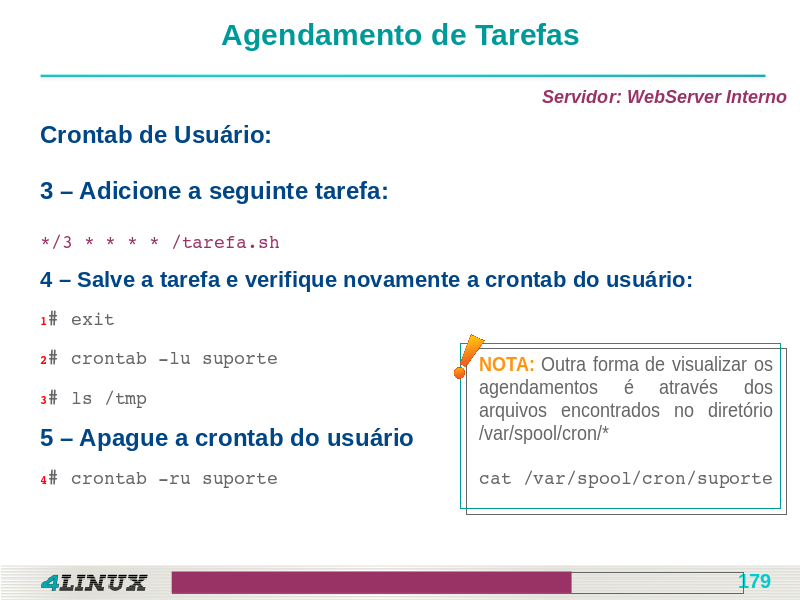 Agendamento de Tarefas
Servidor: WebServer Interno
Crontab de Usuário:
3 – Adicione a seguinte tarefa:
*/3 * * * * /tarefa.sh
4 – Salve a tarefa e verifique novamente a crontab do usuário:
1# exit
2# crontab -lu suporte
3# ls /tmp
5 – Apague a crontab do usuário
4# crontab -ru suporte
NOTA: Outra forma de visualizar os
agendamentos é através dos
arquivos encontrados no diretório
/var/spool/cron/*
cat /var/spool/cron/suporte
4LINUX
179